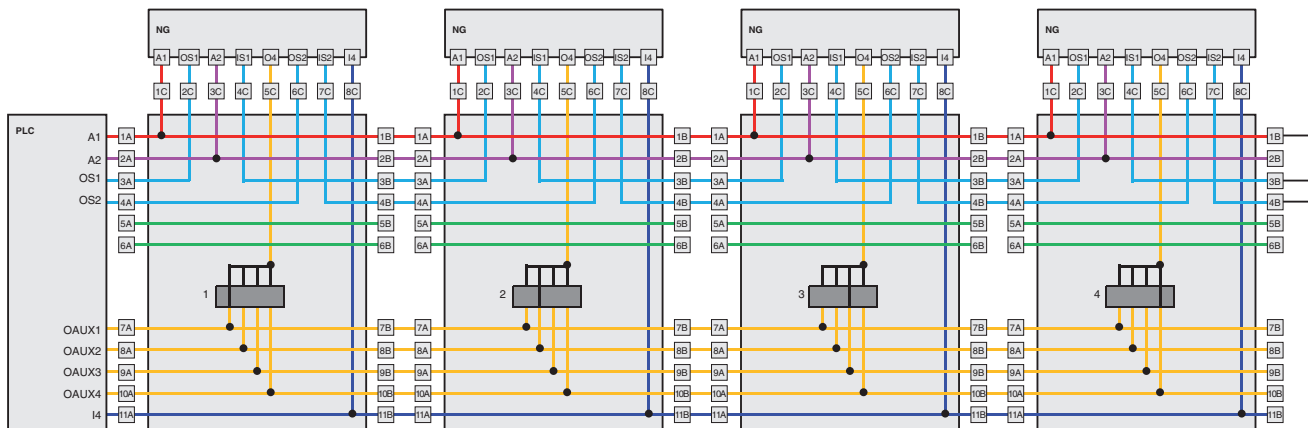 NG NG NG NG
A1 OS1 A2 IS1 O4 OS2 IS2 I4 A1 OS1 A2 IS1 O4 OS2 IS2 I4 A1 OS1 A2 IS1 O4 OS2 IS2 I4 A1 OS1 A2 IS1 O4 OS2 IS2 I4
1C 2C 3C 4C 5C 6C 7C 8C 1C 2C 3C 4C 5C 6C 7C 8C 1C 2C 3C 4C 5C 6C 7C 8C 1C 2C 3C 4C 5C 6C 7C 8C
PLC
A1 1A 1B 1A 1B 1A 1B 1A 1B
A2 2A 2B 2A 2B 2A 2B 2A 2B
OS1 3A 3B 3A 3B 3A 3B 3A 3B
OS2 4A 4B 4A 4B 4A 4B 4A 4B
5A 5B 5A 5B 5A 5B 5A 5B
6A 6B 6A 6B 6A 6B 6A 6B
1 2 3 4
OAUX1 7A 7B 7A 7B 7A 7B 7A 7B
OAUX2 8A 8B 8A 8B 8A 8B 8A 8B
OAUX3 9A 9B 9A 9B 9A 9B 9A 9B
OAUX4 10A 10B 10A 10B 10A 10B 10A 10B
I4 11A 11B 11A 11B 11A 11B 11A 11B